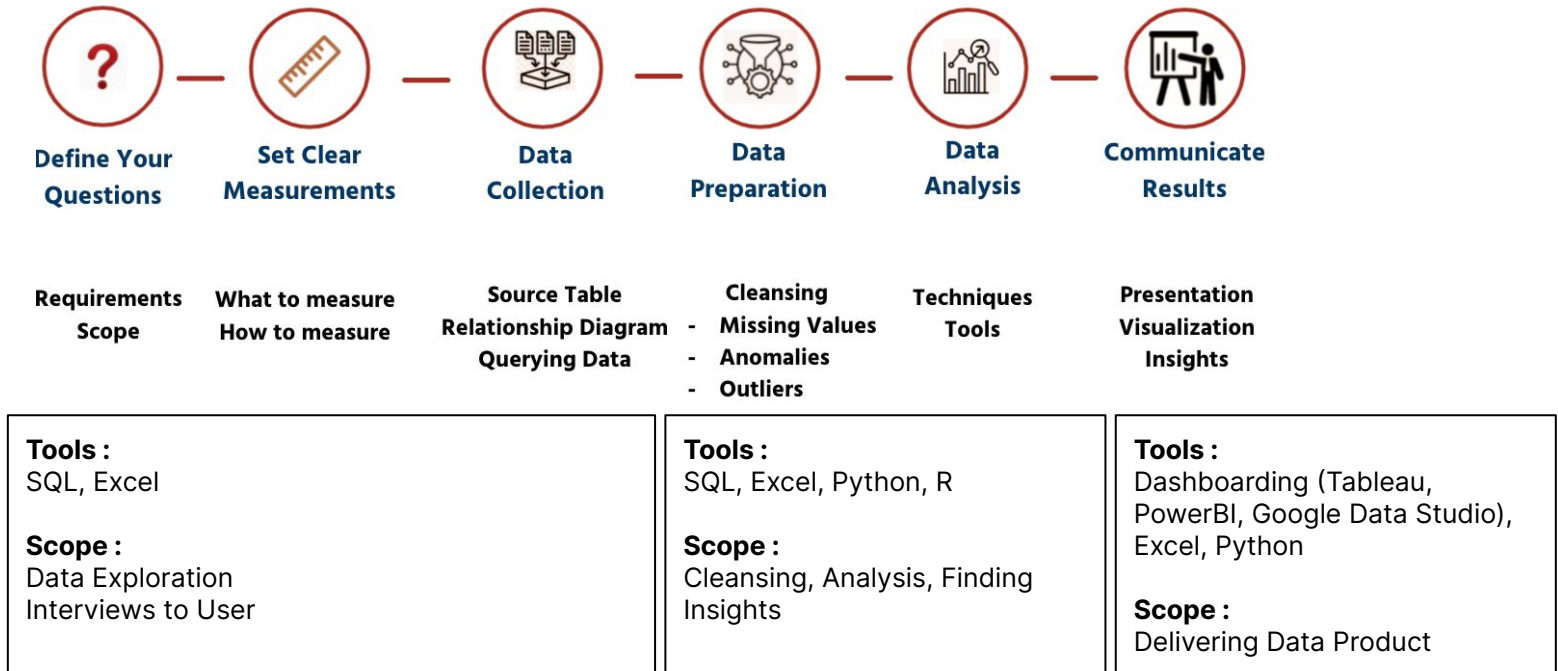 ?
Define Your
Questions
Set Clear
Measurements
Data
Collection
Data
Preparation
Data
Analysis
Communicate
Results
Requirements
Scope
What to measure
How to measure
Source Table
Relationship Diagram
Querying Data
Cleansing
- Missing Values
- Anomalies
- Outliers
Techniques
Tools
Presentation
Visualization
Insights
Tools :
SQL, Excel
Scope :
Data Exploration
Interviews to User
Tools :
SQL, Excel, Python, R
Scope :
Cleansing, Analysis, Finding
Insights
Tools :
Dashboarding (Tableau,
PowerBI, Google Data Studio),
Excel, Python
Scope :
Delivering Data Product